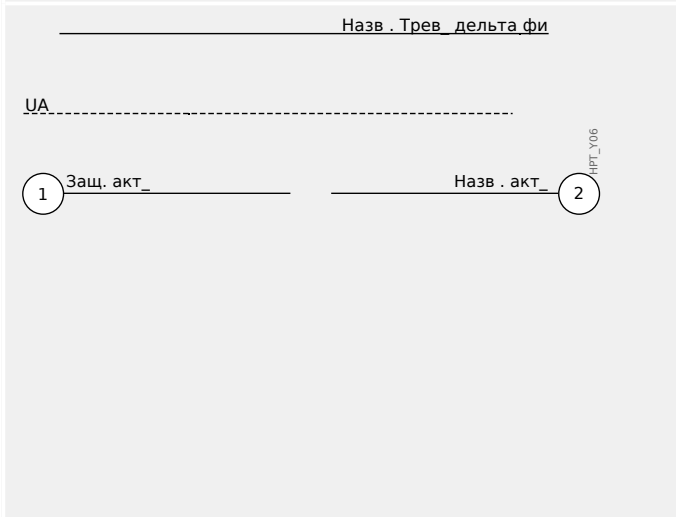 Назв . Трев_ дельта фи
UA
HPT_Y06
1 Защ. акт_ Назв . акт_ 2